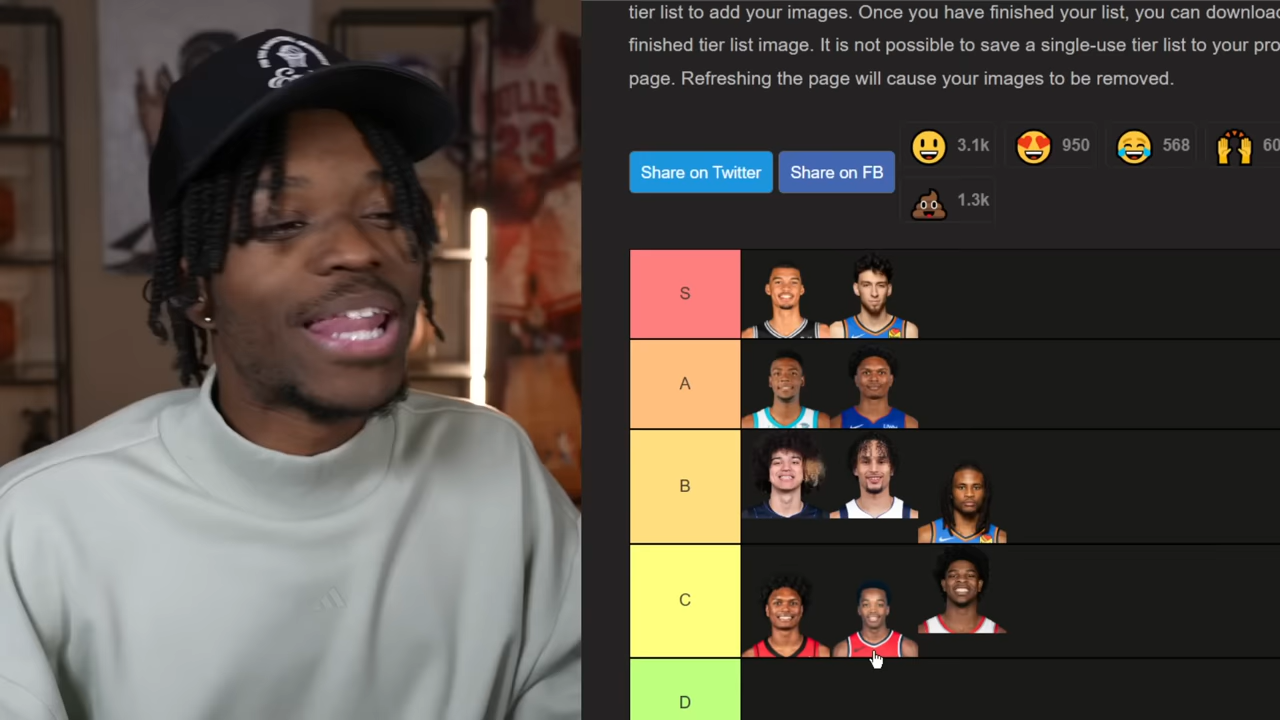 tier list to add your images. Once you have finished your list, you can download
finished tier list image. It is not possible to save a single-use tier list to your pro
page. Refreshing the page will cause your images to be removed.
Share on Twitter
Share on FB
3.1k
950
568
60
1.3k
S
A
B
C
D
BULLS
23